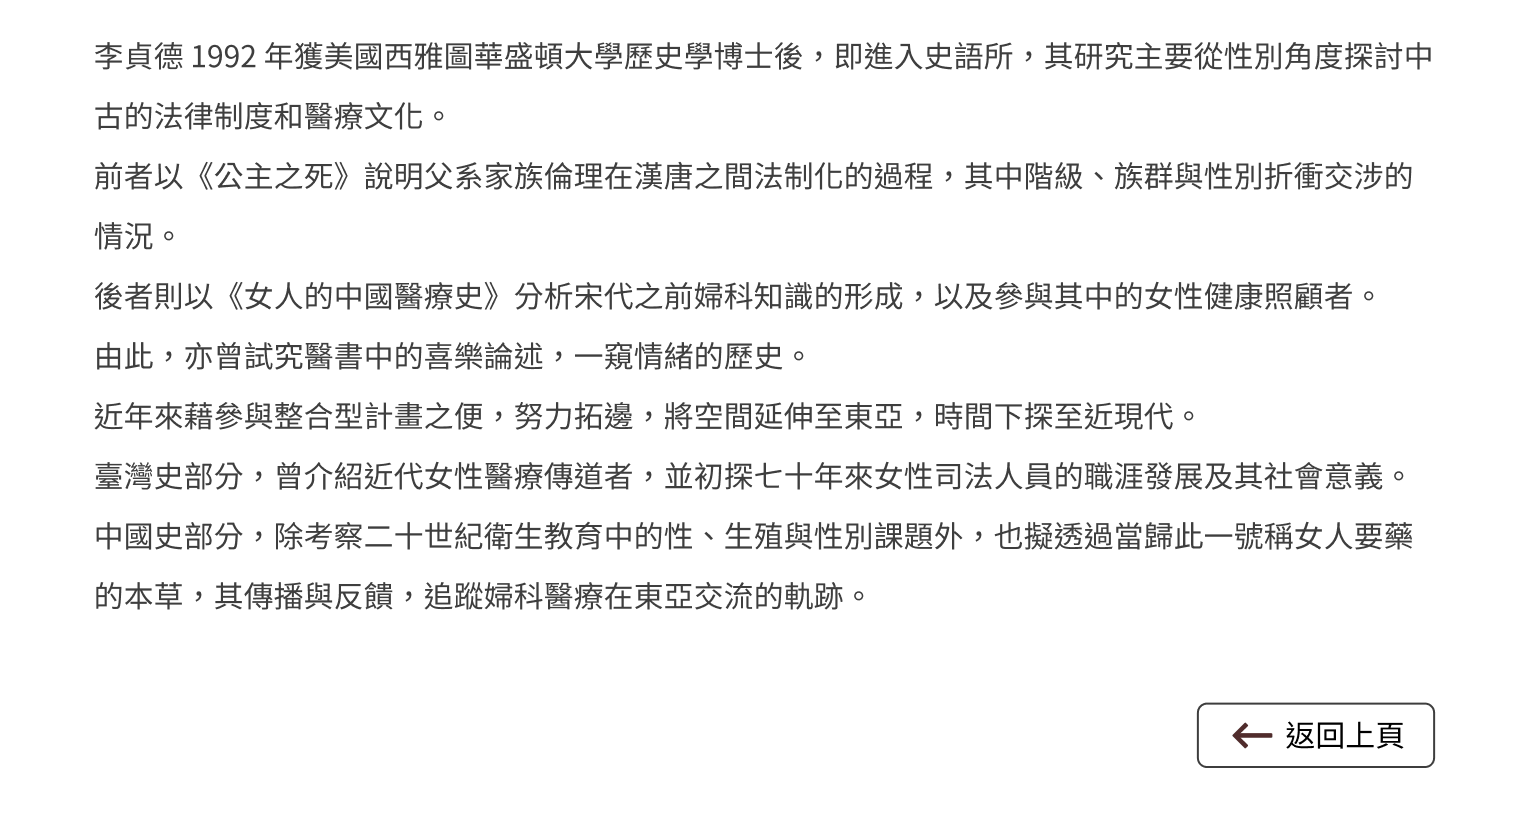 李貞德 1992 年獲美國西雅圖華盛頓大學歷史學博士後，即進入史語所，其研究主要從性別角度探討中
古的法律制度和醫療文化。
前者以《公主之死》說明父系家族倫理在漢唐之間法制化的過程，其中階級、族群與性別折衝交涉的
情況。
後者則以《女人的中國醫療史》分析宋代之前婦科知識的形成，以及參與其中的女性健康照顧者。
由此，亦曾試究醫書中的喜樂論述，一窺情緒的歷史。
近年來藉參與整合型計畫之便，努力拓邊，將空間延伸至東亞，時間下探至近現代。
臺灣史部分，曾介紹近代女性醫療傳道者，並初探七十年來女性司法人員的職涯發展及其社會意義。
中國史部分，除考察二十世紀衛生教育中的性、生殖與性別課題外，也擬透過當歸此一號稱女人要藥
的本草，其傳播與反饋，追蹤婦科醫療在東亞交流的軌跡。
返回上頁